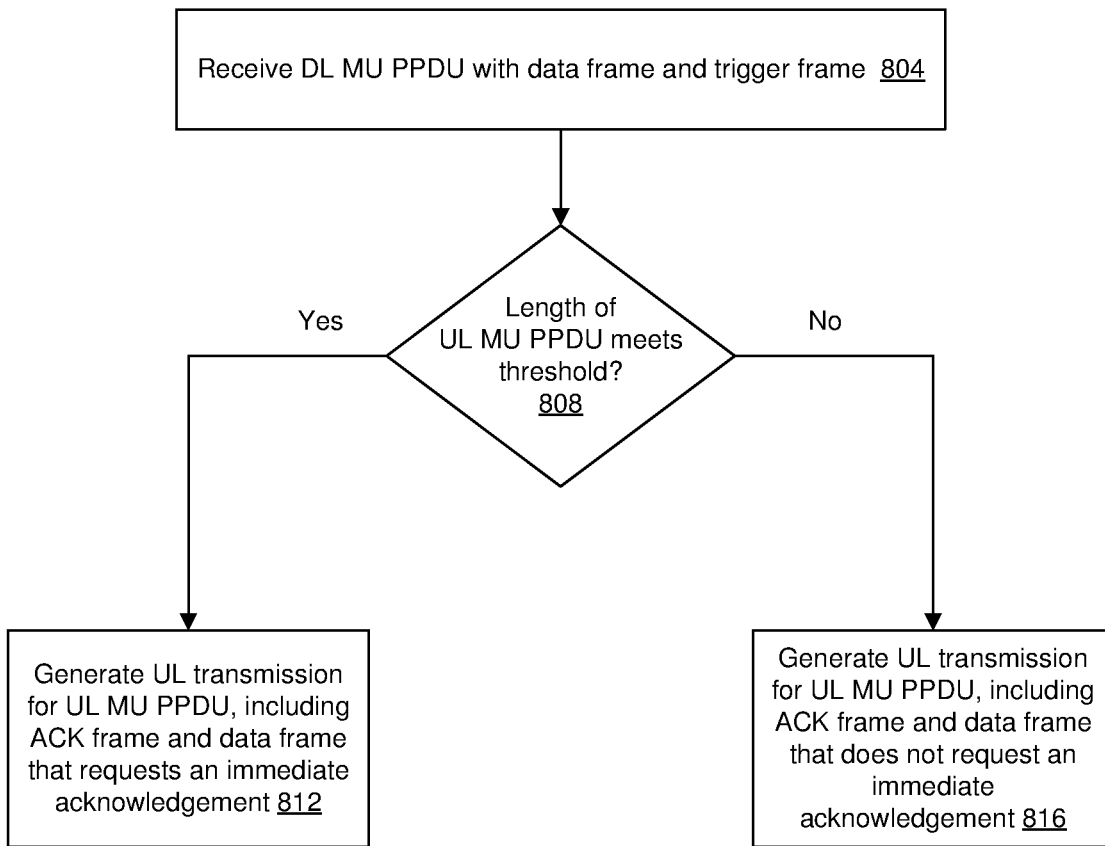 Receive DL MU PPDU with data frame and trigger frame 804
Length of
UL MU PPDU meets
threshold?
808
Yes
No
Generate UL transmission
for UL MU PPDU, including
ACK frame and data frame
that requests an immediate
acknowledgement 812
Generate UL transmission
for UL MU PPDU, including
ACK frame and data frame
that does not request an
immediate
acknowledgement 816